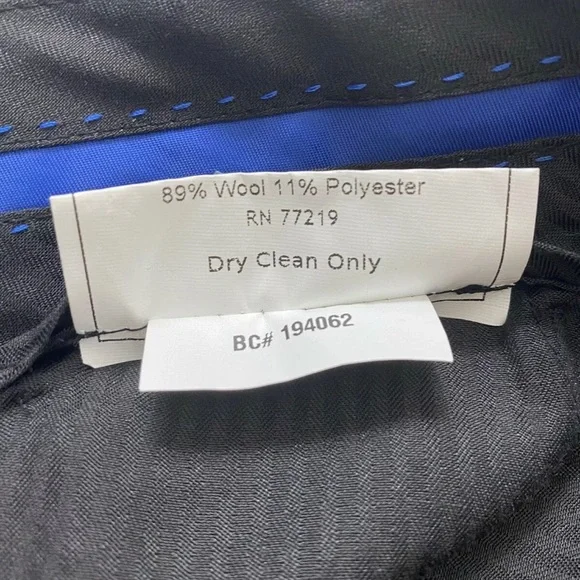 89% Wool 11% Polyester
RN 77219
Dry Clean Only
BC# 194062